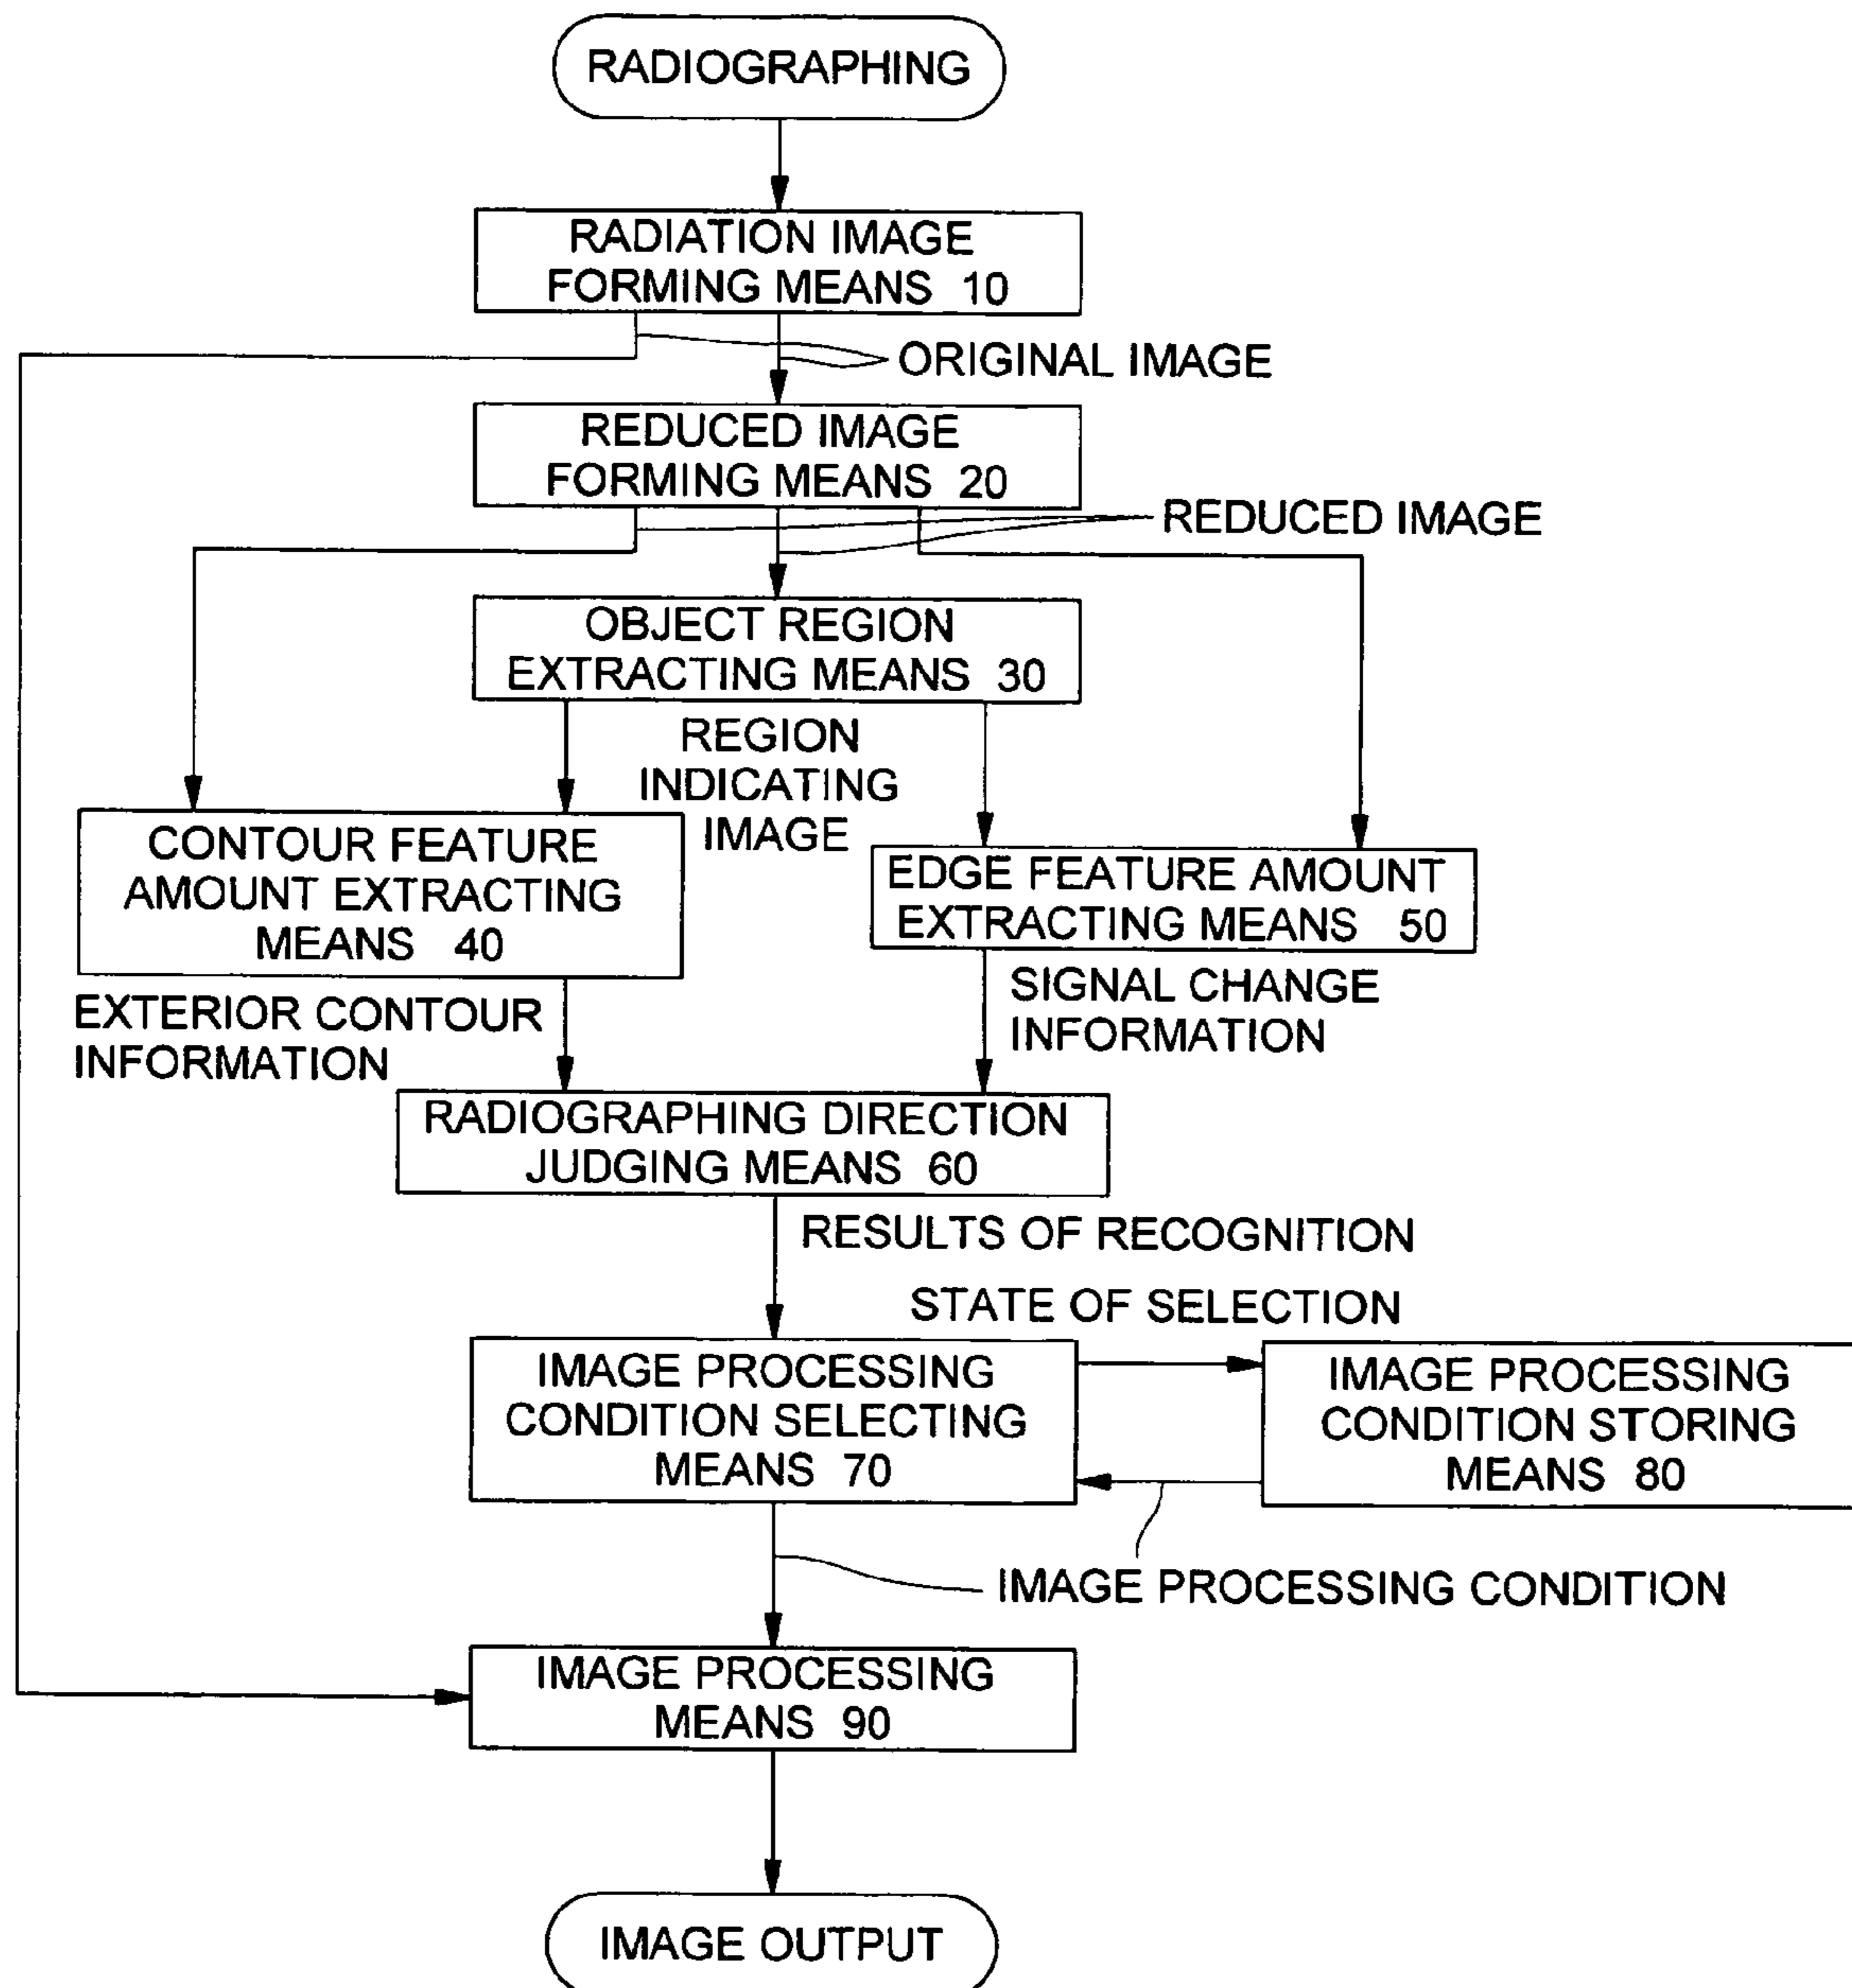 RADIOGRAPHING
RADIATION IMAGE
FORMING MEANS 10
ORIGINAL IMAGE
REDUCED IMAGE
FORMING MEANS 20
REDUCED IMAGE
OBJECT REGION
EXTRACTING MEANS 30
REGION
INDICATING
IMAGE
CONTOUR FEATURE
AMOUNT EXTRACTING
MEANS 40
EDGE FEATURE AMOUNT
EXTRACTING MEANS 50
EXTERIOR CONTOUR
INFORMATION
SIGNAL CHANGE
INFORMATION
RADIOGRAPHING DIRECTION
JUDGING MEANS 60
RESULTS OF RECOGNITION
STATE OF SELECTION
IMAGE PROCESSING
CONDITION SELECTING
MEANS 70
IMAGE PROCESSING
CONDITION STORING
MEANS 80
IMAGE PROCESSING CONDITION
IMAGE PROCESSING
MEANS 90
IMAGE OUTPUT